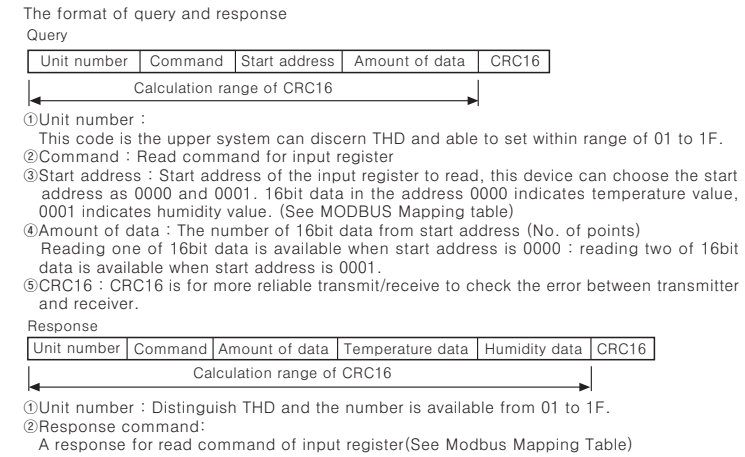 The format of query and response
Query
Unit number Command Start address Amount of data CRC16
Calculation range of CRC16
①Unit number :
This code is the upper system can discern THD and able to set within range of 01 to 1F.
②Command : Read command for input register
③Start address : Start address of the input register to read, this device can choose the start
address as 0000 and 0001. 16bit data in the address 0000 indicates temperature value,
0001 indicates humidity value. (See MODBUS Mapping table)
④Amount of data : The number of 16bit data from start address (No. of points)
Reading one of 16bit data is available when start address is 0000 : reading two of 16bit
data is available when start address is 0001.
⑤CRC16 : CRC16 is for more reliable transmit/receive to check the error between transmitter
and receiver.
Response
Unit number Command Amount of data Temperature data Humidity data CRC16
Calculation range of CRC16
①Unit number : Distinguish THD and the number is available from 01 to 1F.
②Response command:
A response for read command of input register(See Modbus Mapping Table)